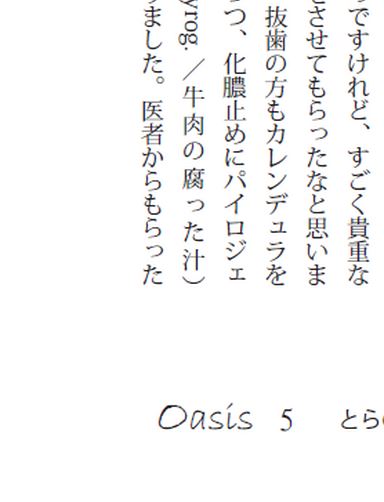 ですけれど、すごく貴重な
させてもらったなと思いま
抜歯の方もカレンデュラを
つ、化膿止めにパイロジェ
yrog. ／牛肉の腐った汁）
ました。医者からもらった
Oasis 5 とら